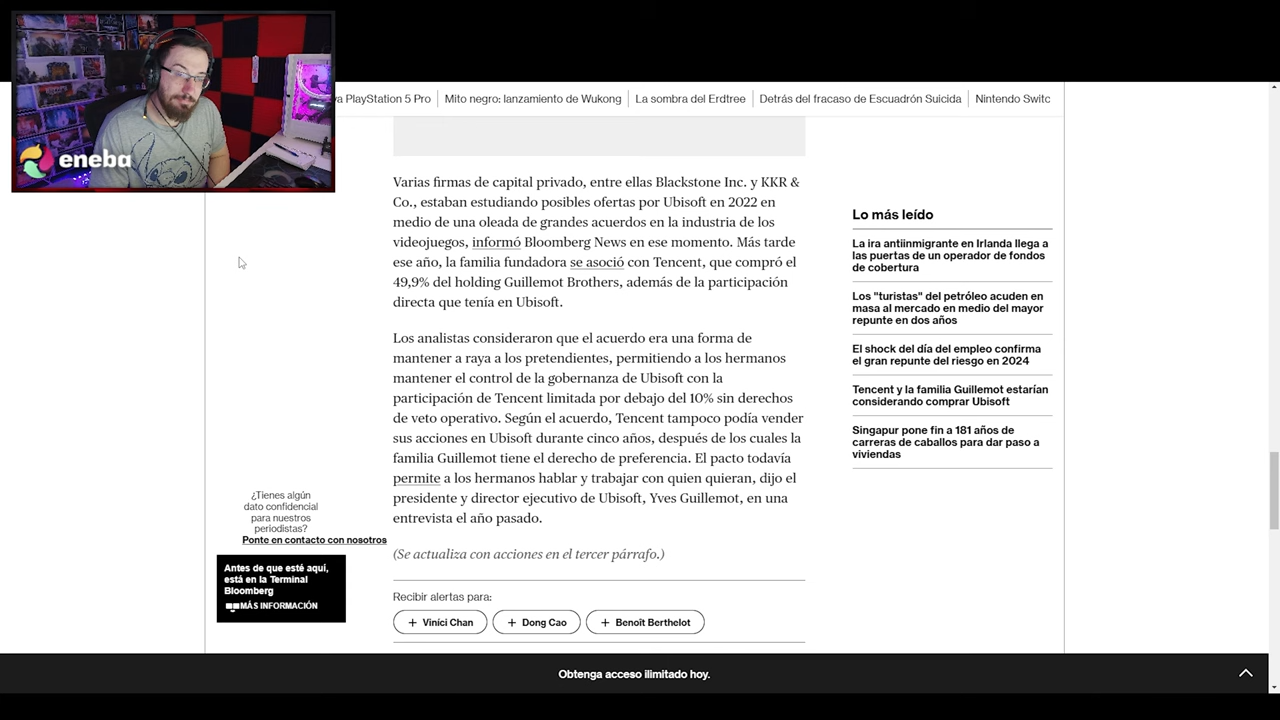 eneba
va PlayStation 5 Pro
Mito negro: lanzamiento de Wukong
La sombra del Erdtree
Detrás del fracaso de Escuadrón Suicida
Nintendo Switc
Varias firmas de capital privado, entre ellas Blackstone Inc. y KKR &
Co., estaban estudiando posibles ofertas por Ubisoft en 2022 en
medio de una oleada de grandes acuerdos en la industria de los
videojuegos, informó Bloomberg News en ese momento. Más tarde
ese año, la familia fundadora se asoció con Tencent, que compró el
49,9% del holding Guillemot Brothers, además de la participación
directa que tenía en Ubisoft.
Los analistas consideraron que el acuerdo era una forma de
mantener a raya a los pretendientes, permitiendo a los hermanos
mantener el control de la gobernanza de Ubisoft con la
participación de Tencent limitada por debajo del 10% sin derechos
de veto operativo. Según el acuerdo, Tencent tampoco podía vender
sus acciones en Ubisoft durante cinco años, después de los cuales la
familia Guillemot tiene el derecho de preferencia. El pacto todavía
permite a los hermanos hablar y trabajar con quien quieran, dijo el
presidente y director ejecutivo de Ubisoft, Yves Guillemot, en una
entrevista el año pasado.
(Se actualiza con acciones en el tercer párrafo.)
Recibir alertas para:
+ Viníci Chan
+ Dong Cao
+ Benoît Berthelot
Lo más leído
La ira antiinmigrante en Irlanda llega a
las puertas de un operador de fondos
de cobertura
Los "turistas" del petróleo acuden en
masa al mercado en medio del mayor
repunte en dos años
El shock del día del empleo confirma
el gran repunte del riesgo en 2024
Tencent y la familia Guillemot estarían
considerando comprar Ubisoft
Singapur pone fin a 181 años de
carreras de caballos para dar paso a
viviendas
¿Tienes algún
dato confidencial
para nuestros
periodistas?
Ponte en contacto con nosotros
Antes de que esté aquí,
está en la Terminal
Bloomberg
MÁS INFORMACIÓN
Obtenga acceso ilimitado hoy.